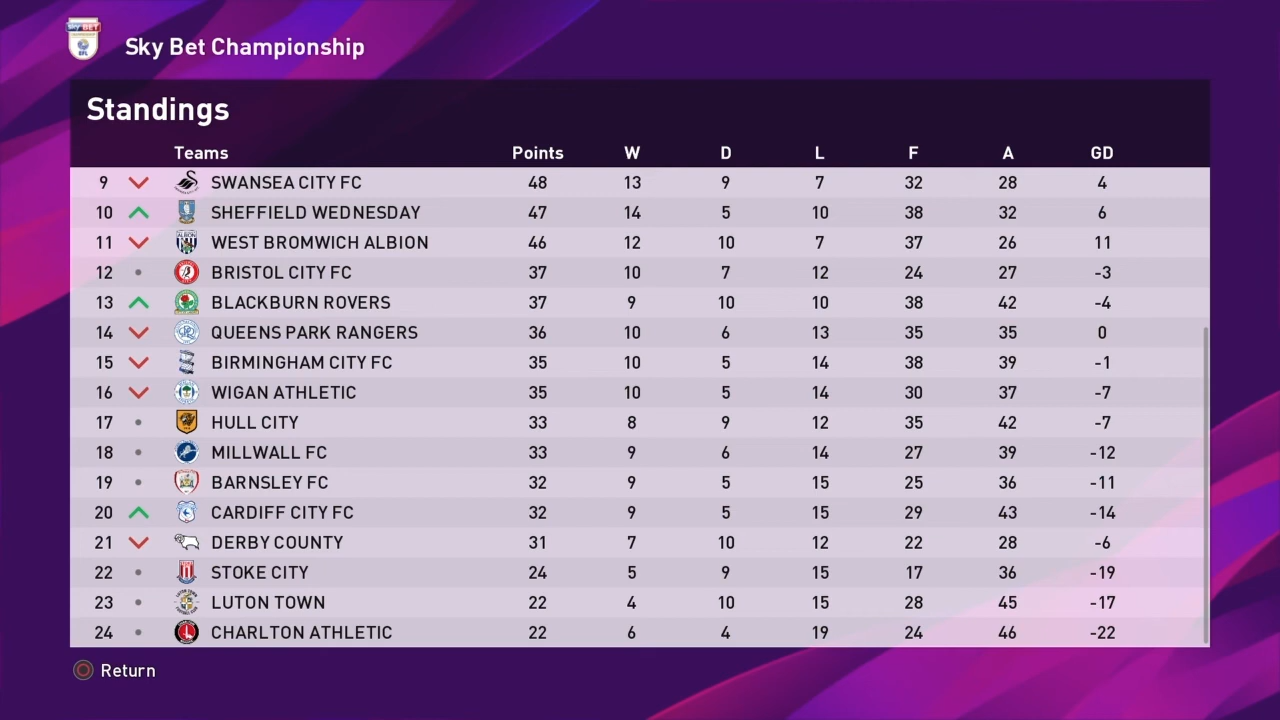 Sky Bet Championship
Standings
Teams Points W D L F A GD
9 SWANSEA CITY FC 48 13 9 7 32 28 4
10 SHEFFIELD WEDNESDAY 47 14 5 10 38 32 6
11 WEST BROMWICH ALBION 46 12 10 7 37 26 11
12 BRISTOL CITY FC 37 10 7 12 24 27 -3
13 BLACKBURN ROVERS 37 9 10 10 38 42 -4
14 QUEENS PARK RANGERS 36 10 6 13 35 35 0
15 BIRMINGHAM CITY FC 35 10 5 14 38 39 -1
16 WIGAN ATHLETIC 35 10 5 14 30 37 -7
17 HULL CITY 33 8 9 12 35 42 -7
18 MILLWALL FC 33 9 6 14 27 39 -12
19 BARNSLEY FC 32 9 5 15 25 36 -11
20 CARDIFF CITY FC 32 9 5 15 29 43 -14
21 DERBY COUNTY 31 7 10 12 22 28 -6
22 STOKE CITY 24 5 9 15 17 36 -19
23 LUTON TOWN 22 4 10 15 28 45 -17
24 CHARLTON ATHLETIC 22 6 4 19 24 46 -22
Return